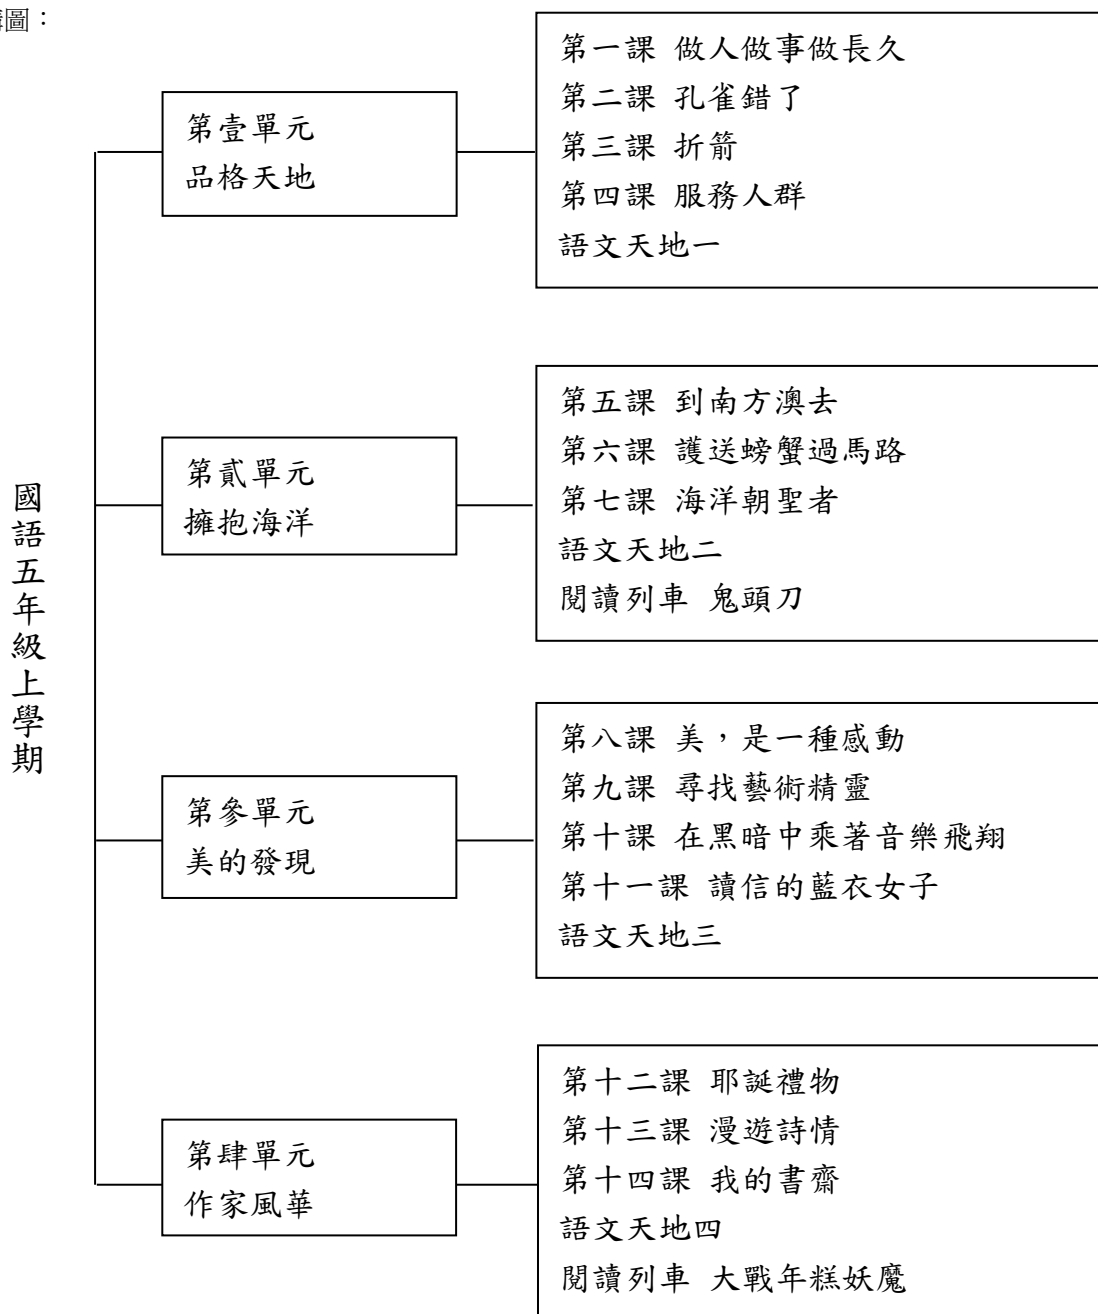 圖：
國語五年級上學期
第壹單元
品格天地
第一課 做人做事做長久
第二課 孔雀錯了
第三課 折箭
第四課 服務人群
語文天地一
第貳單元
擁抱海洋
第五課 到南方澳去
第六課 護送螃蟹過馬路
第七課 海洋朝聖者
語文天地二
閱讀列車 鬼頭刀
第參單元
美的發現
第八課 美，是一種感動
第九課 尋找藝術精靈
第十課 在黑暗中乘著音樂飛翔
第十一課 讀信的藍衣女子
語文天地三
第肆單元
作家風華
第十二課 耶誕禮物
第十三課 漫遊詩情
第十四課 我的書齋
語文天地四
閱讀列車 大戰年糕妖魔